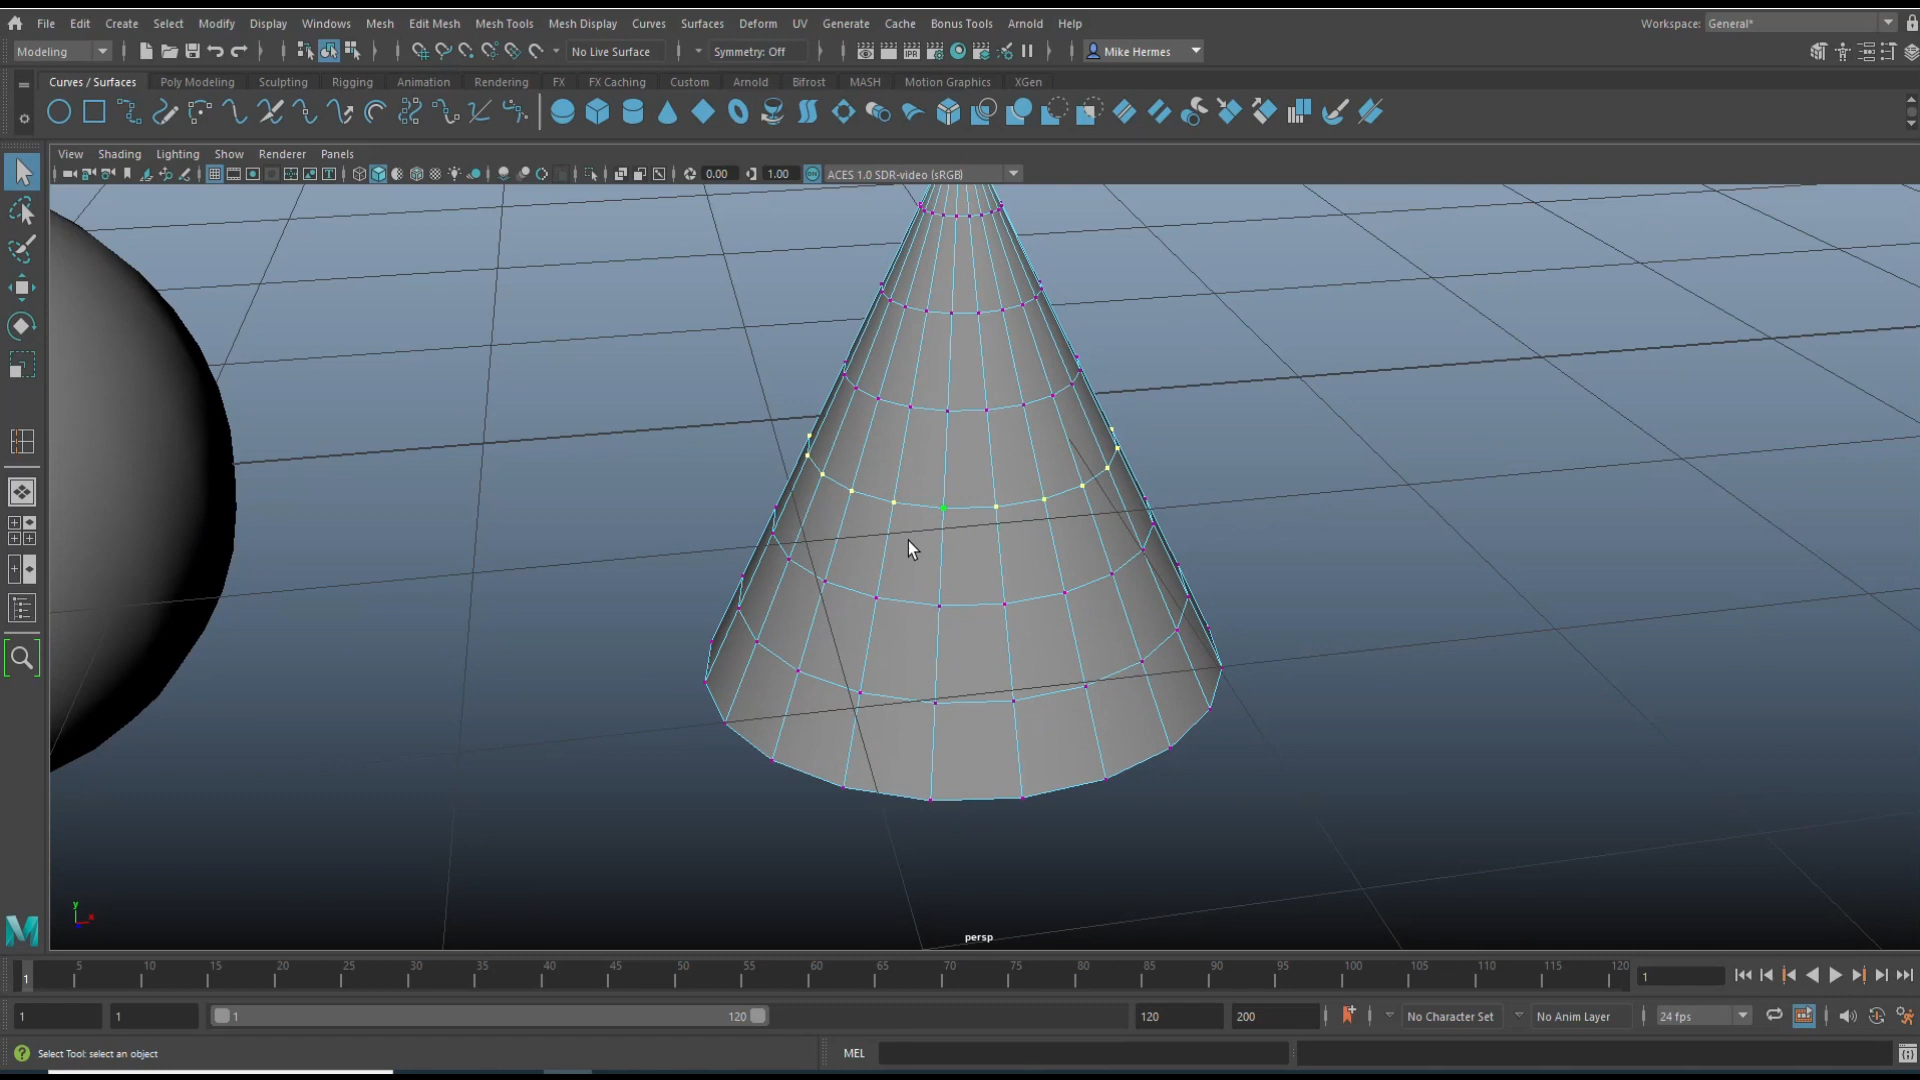 File Edit Create Select Modify Display Windows Mesh Edit Mesh Mesh Tools Mesh Display Curves Surfaces Deform UV Generate Cache Bonus Tools Arnold Help Workspace: General*
Modeling No Live Surface Symmetry: Off IPR Mike Hermes
Curves / Surfaces Poly Modeling Sculpting Rigging Animation Rendering FX FX Caching Custom Arnold Bifrost MASH Motion Graphics XGen
View Shading Lighting Show Renderer Panels
0.00 1.00 ACES 1.0 SDR-video (sRGB)
y
x
persp
5 10 15 20 25 30 35 40 45 50 55 60 65 70 75 80 85 90 95 100 105 110 115 120
1 1
1 1 1 120 120 200 No Character Set No Anim Layer 24 fps
Select Tool: select an object MEL